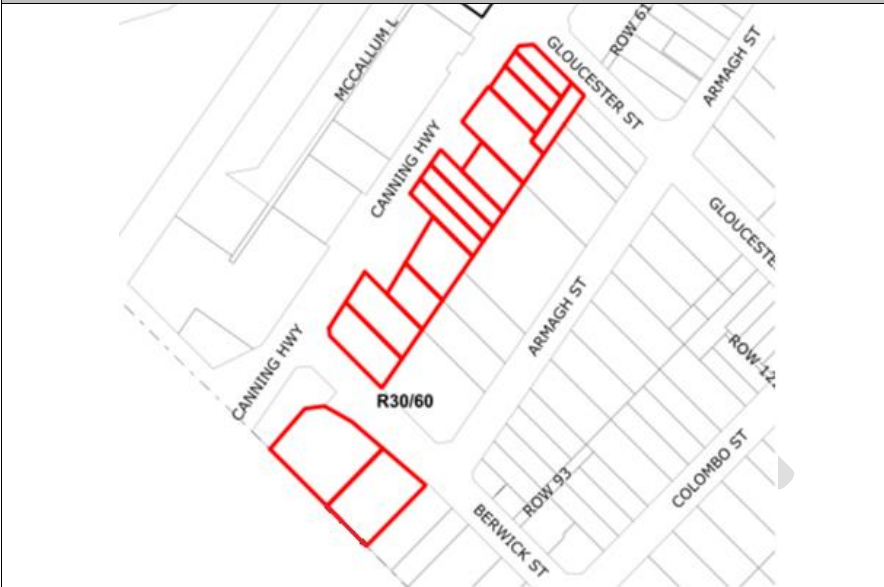 MCCALLUM L
ROW 61
GLOUCESTER ST
ARMAGH ST
CANNING HWY
GLOUCESTE
ARMAGH ST
ROW 12
CANNING HWY
R30/60
COLOMBO ST
ROW 93
BERWICK ST